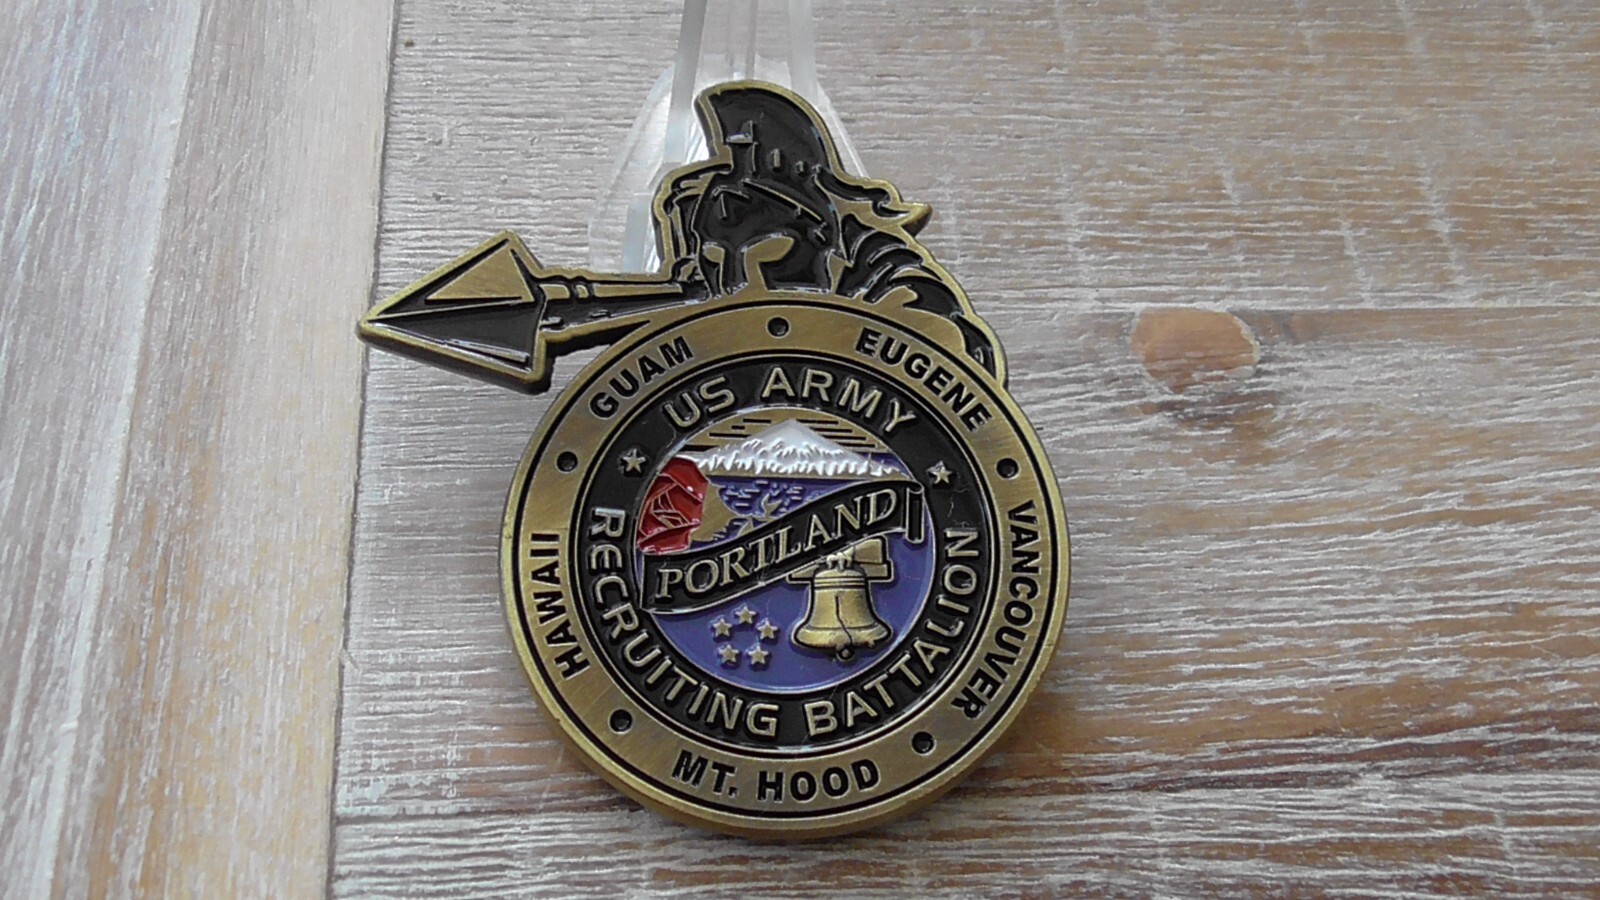 GUAM
EUGENE
VANCOUVER
MT. HOOD
HAWAII
US ARMY
RECRUITING BATTALION
PORTLAND